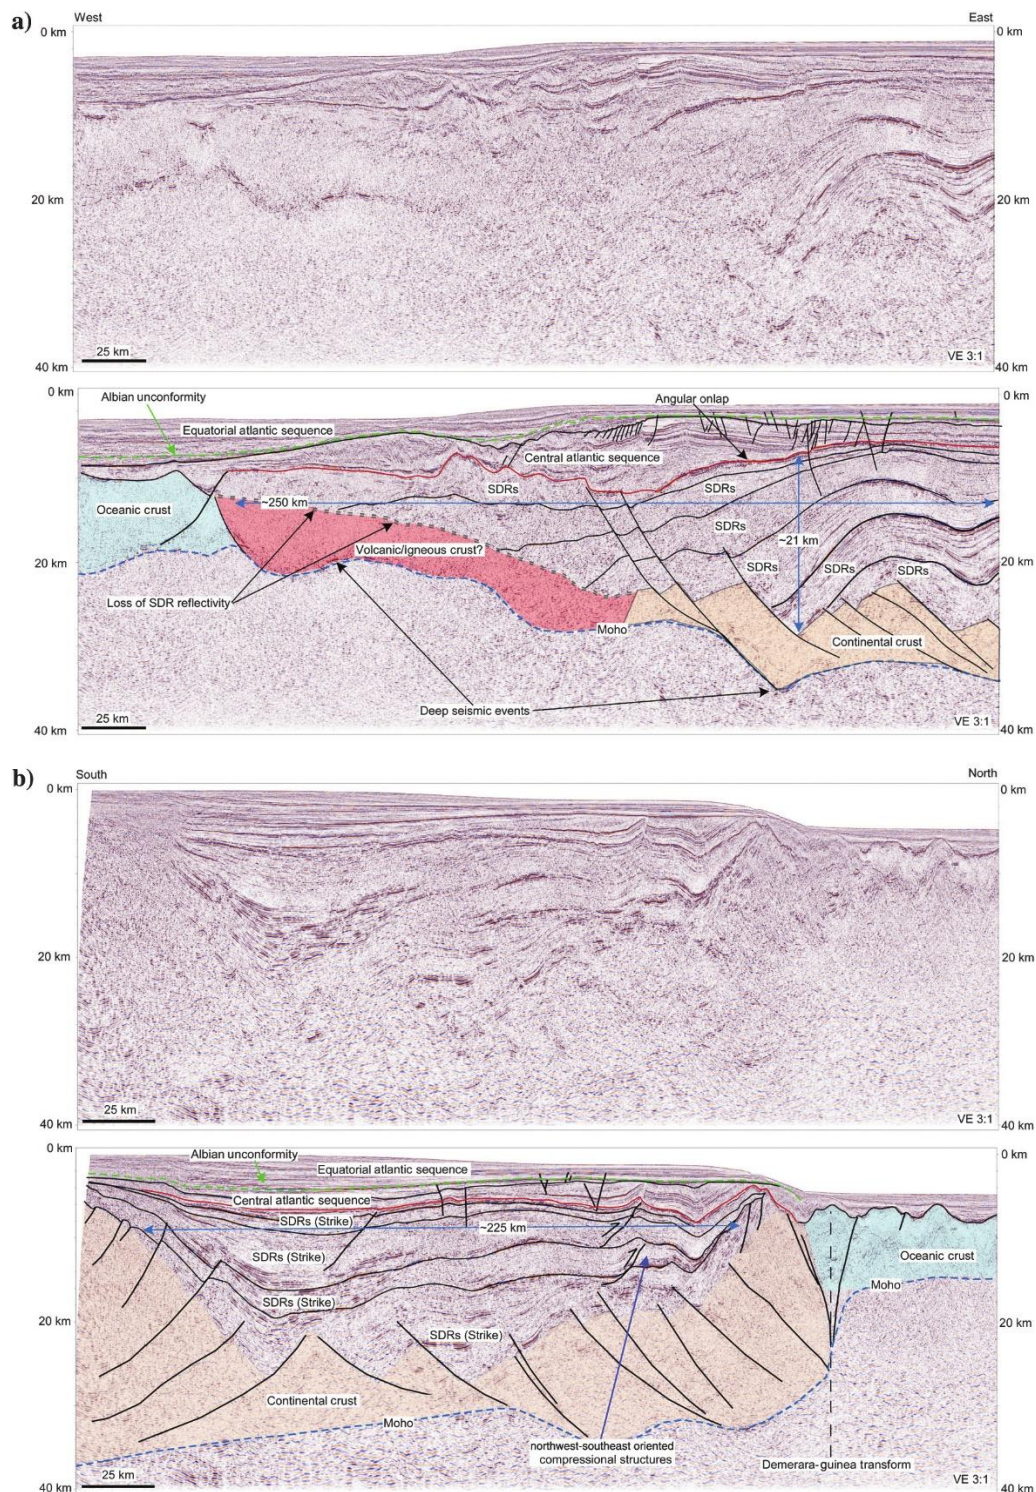 a)
West
East
0 km
0 km
20 km
20 km
25 km
VE 3:1
40 km
40 km
0 km
0 km
Albian unconformity
Angular onlap
Equatorial atlantic sequence
Central atlantic sequence
SDRs
SDRs
~250 km
Oceanic crust
SDRs
~21 km
Volcanic/Igneous crust?
20 km
20 km
SDRs
SDRs
Loss of SDR reflectivity
Moho
Continental crust
Deep seismic events
25 km
VE 3:1
40 km
40 km
b)
South
North
0 km
0 km
20 km
20 km
25 km
VE 3:1
40 km
40 km
0 km
0 km
Albian unconformity
Equatorial atlantic sequence
Central atlantic sequence
SDRs (Strike)
~225 km
SDRs (Strike)
Oceanic crust
Moho
SDRs (Strike)
20 km
20 km
SDRs (Strike)
Continental crust
Moho
northwest-southeast oriented
compressional structures
Demerara-guinea transform
25 km
VE 3:1
40 km
40 km